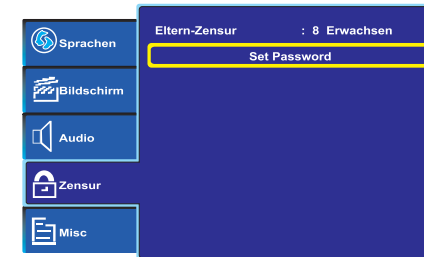 Sprachen
Bildschirm
Audio
Zensur
Misc
Eltern-Zensur : 8 Erwachsen
Set Password